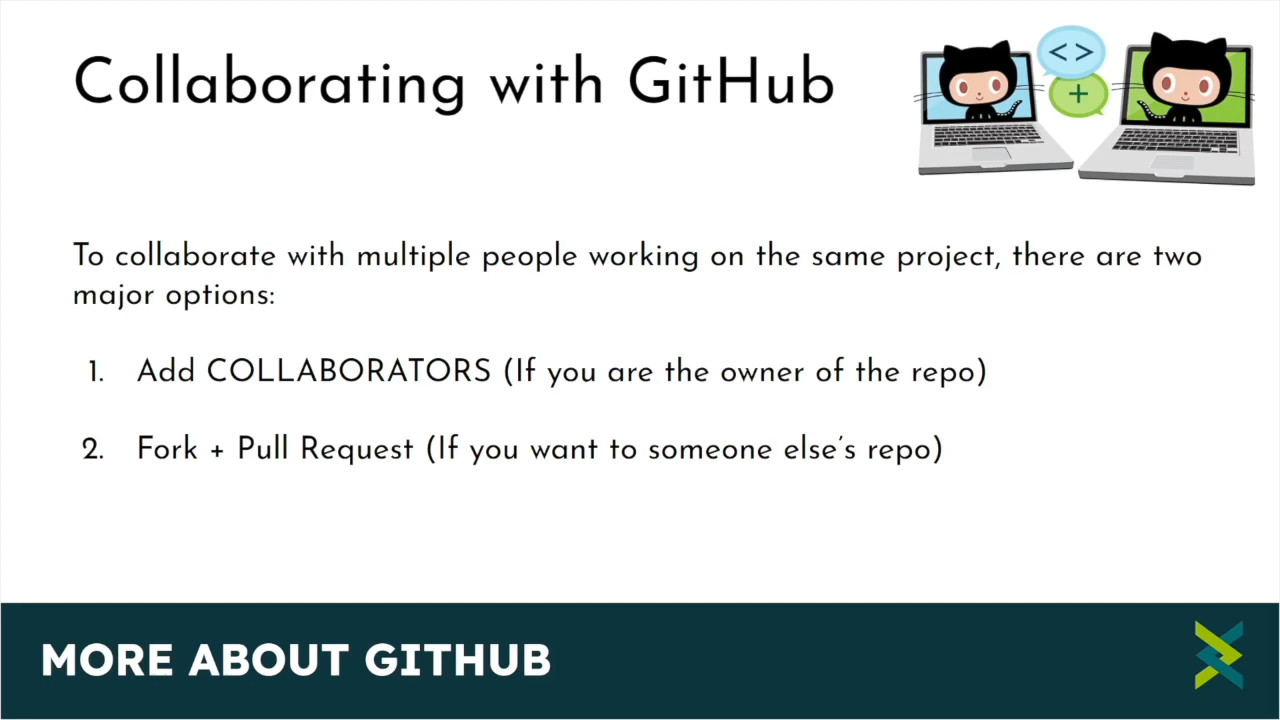 Collaborating with GitHub
< >
+
To collaborate with multiple people working on the same project, there are two
major options:
1. Add COLLABORATORS (If you are the owner of the repo)
2. Fork + Pull Request (If you want to someone else's repo)
MORE ABOUT GITHUB